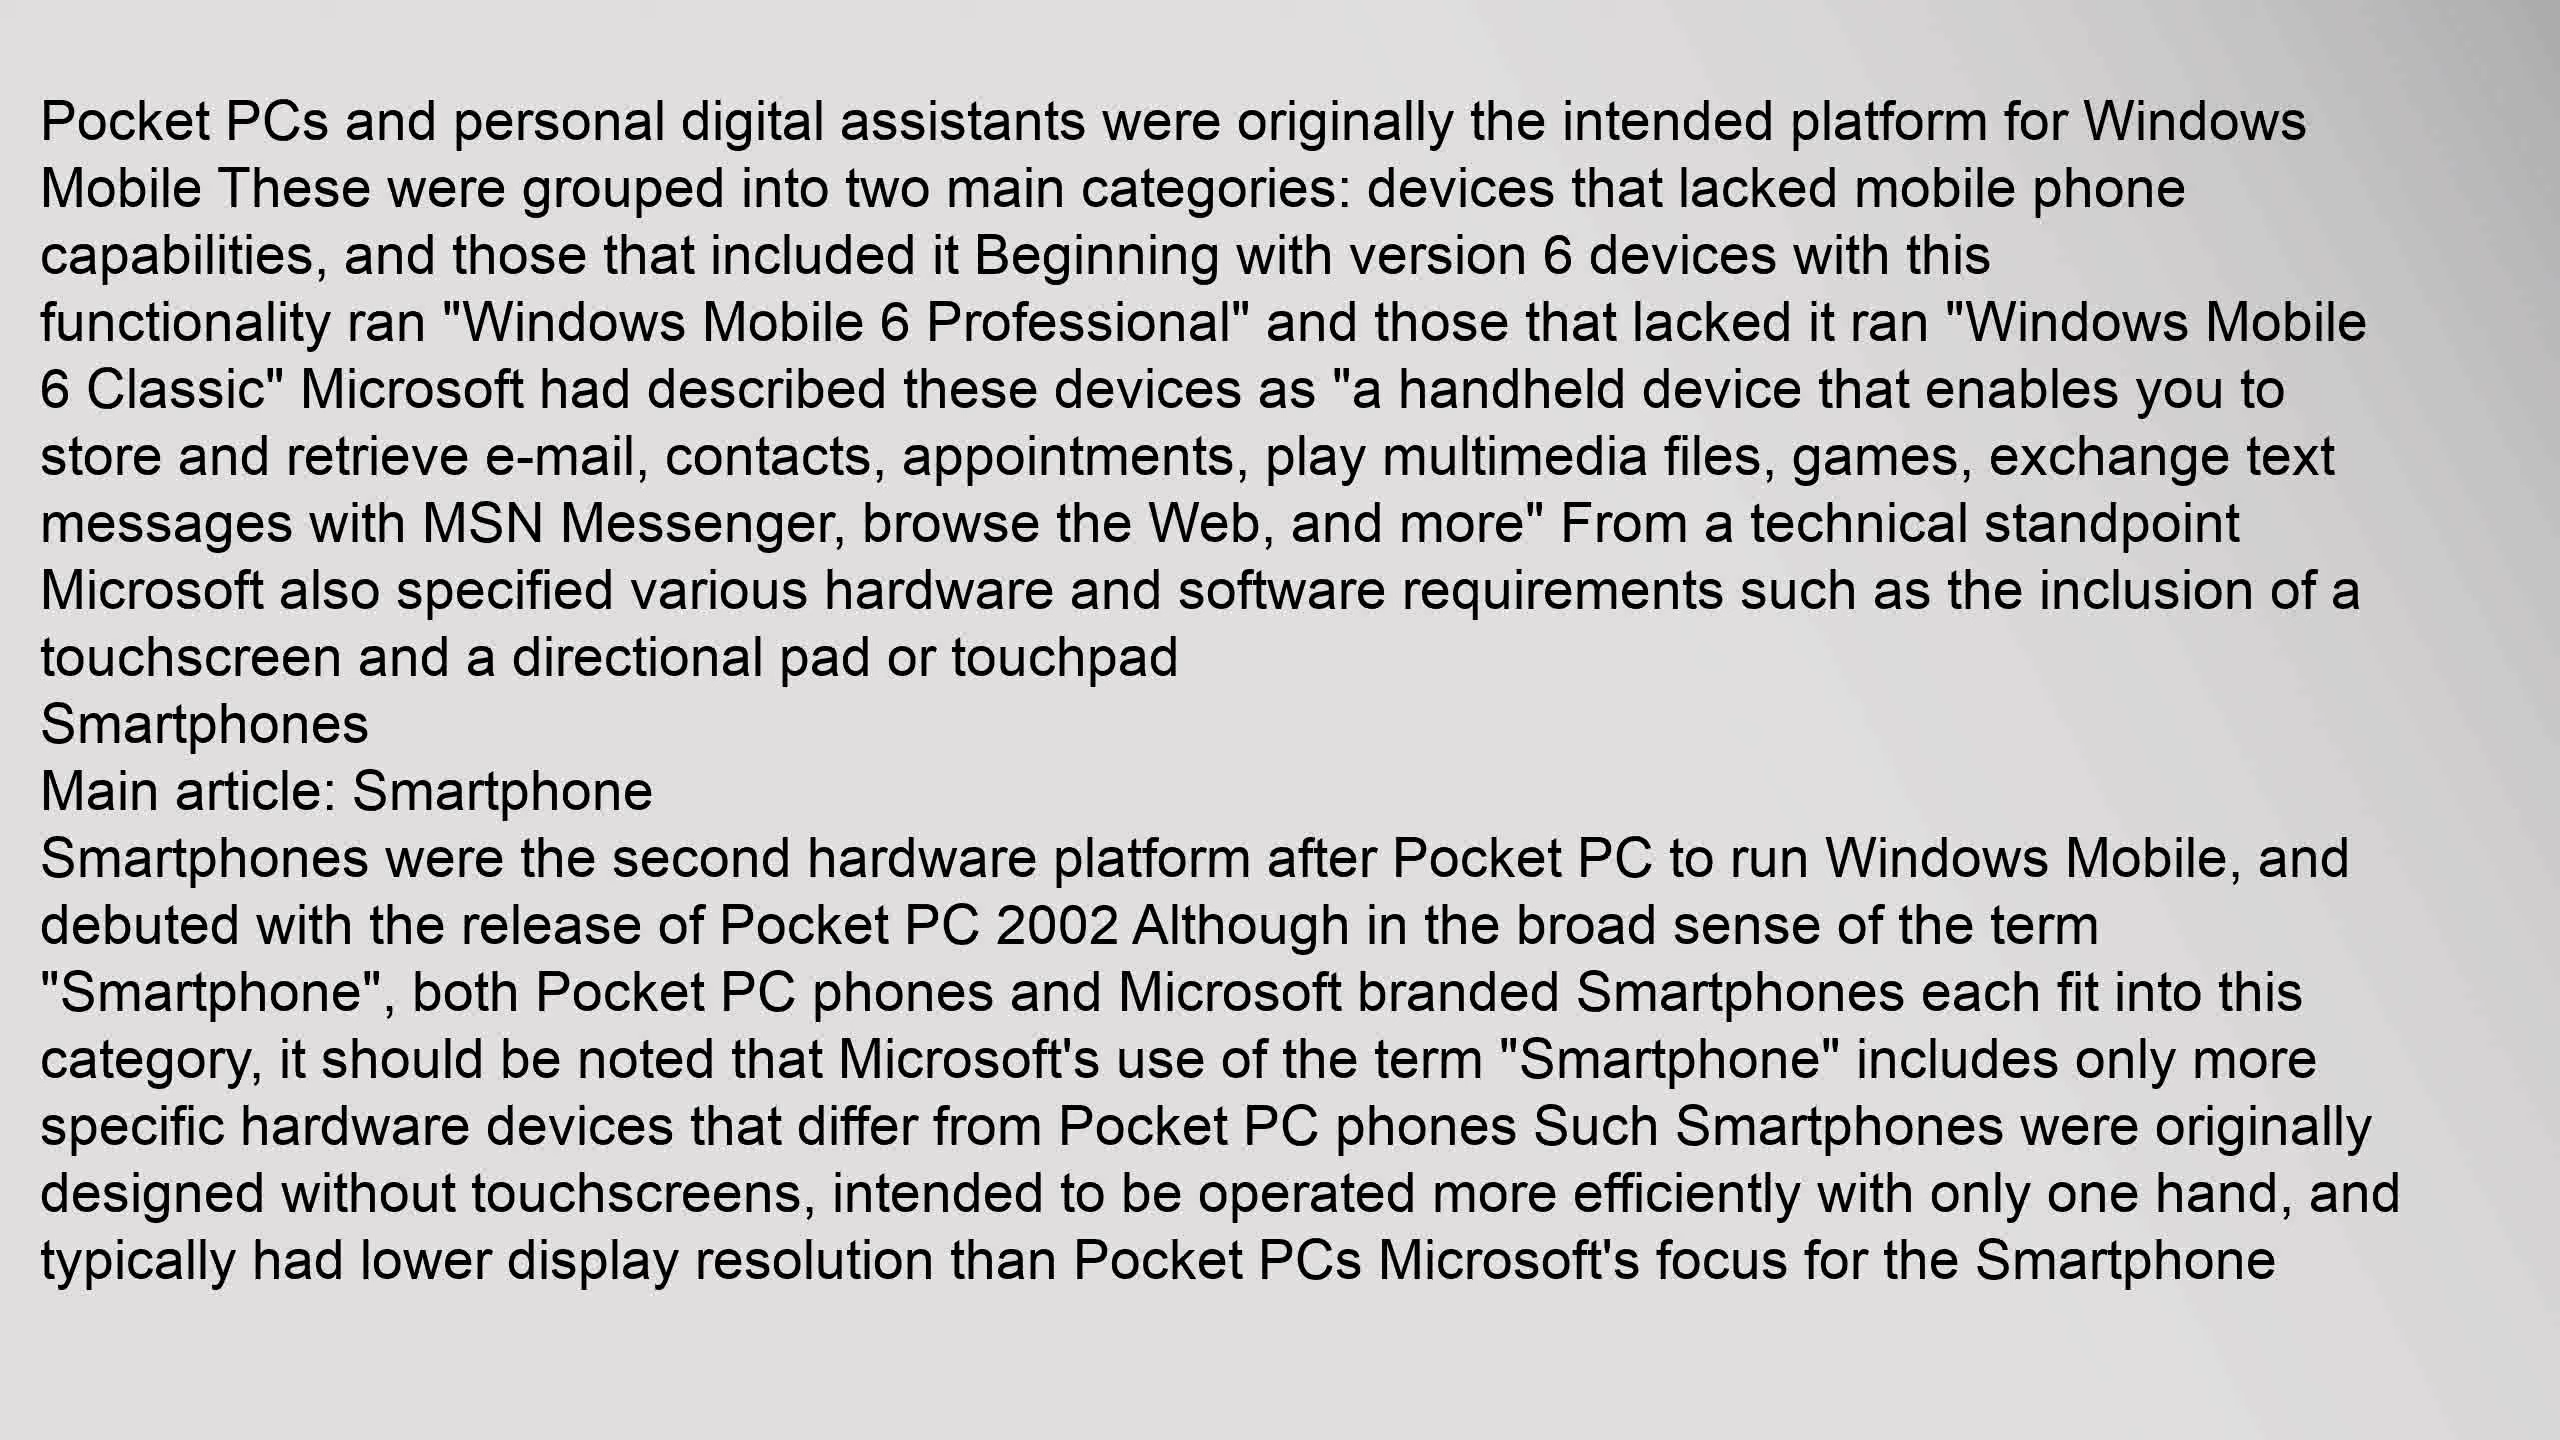 Pocket PCs and personal digital assistants were originally the intended platform for Windows
Mobile These were grouped into two main categories: devices that lacked mobile phone
capabilities, and those that included it Beginning with version 6 devices with this
functionality ran "Windows Mobile 6 Professional" and those that lacked it ran "Windows Mobile
6 Classic" Microsoft had described these devices as "a handheld device that enables you to
store and retrieve e-mail, contacts, appointments, play multimedia files, games, exchange text
messages with MSN Messenger, browse the Web, and more" From a technical standpoint
Microsoft also specified various hardware and software requirements such as the inclusion of a
touchscreen and a directional pad or touchpad
Smartphones
Main article: Smartphone
Smartphones were the second hardware platform after Pocket PC to run Windows Mobile, and
debuted with the release of Pocket PC 2002 Although in the broad sense of the term
"Smartphone", both Pocket PC phones and Microsoft branded Smartphones each fit into this
category, it should be noted that Microsoft's use of the term "Smartphone" includes only more
specific hardware devices that differ from Pocket PC phones Such Smartphones were originally
designed without touchscreens, intended to be operated more efficiently with only one hand, and
typically had lower display resolution than Pocket PCs Microsoft's focus for the Smartphone